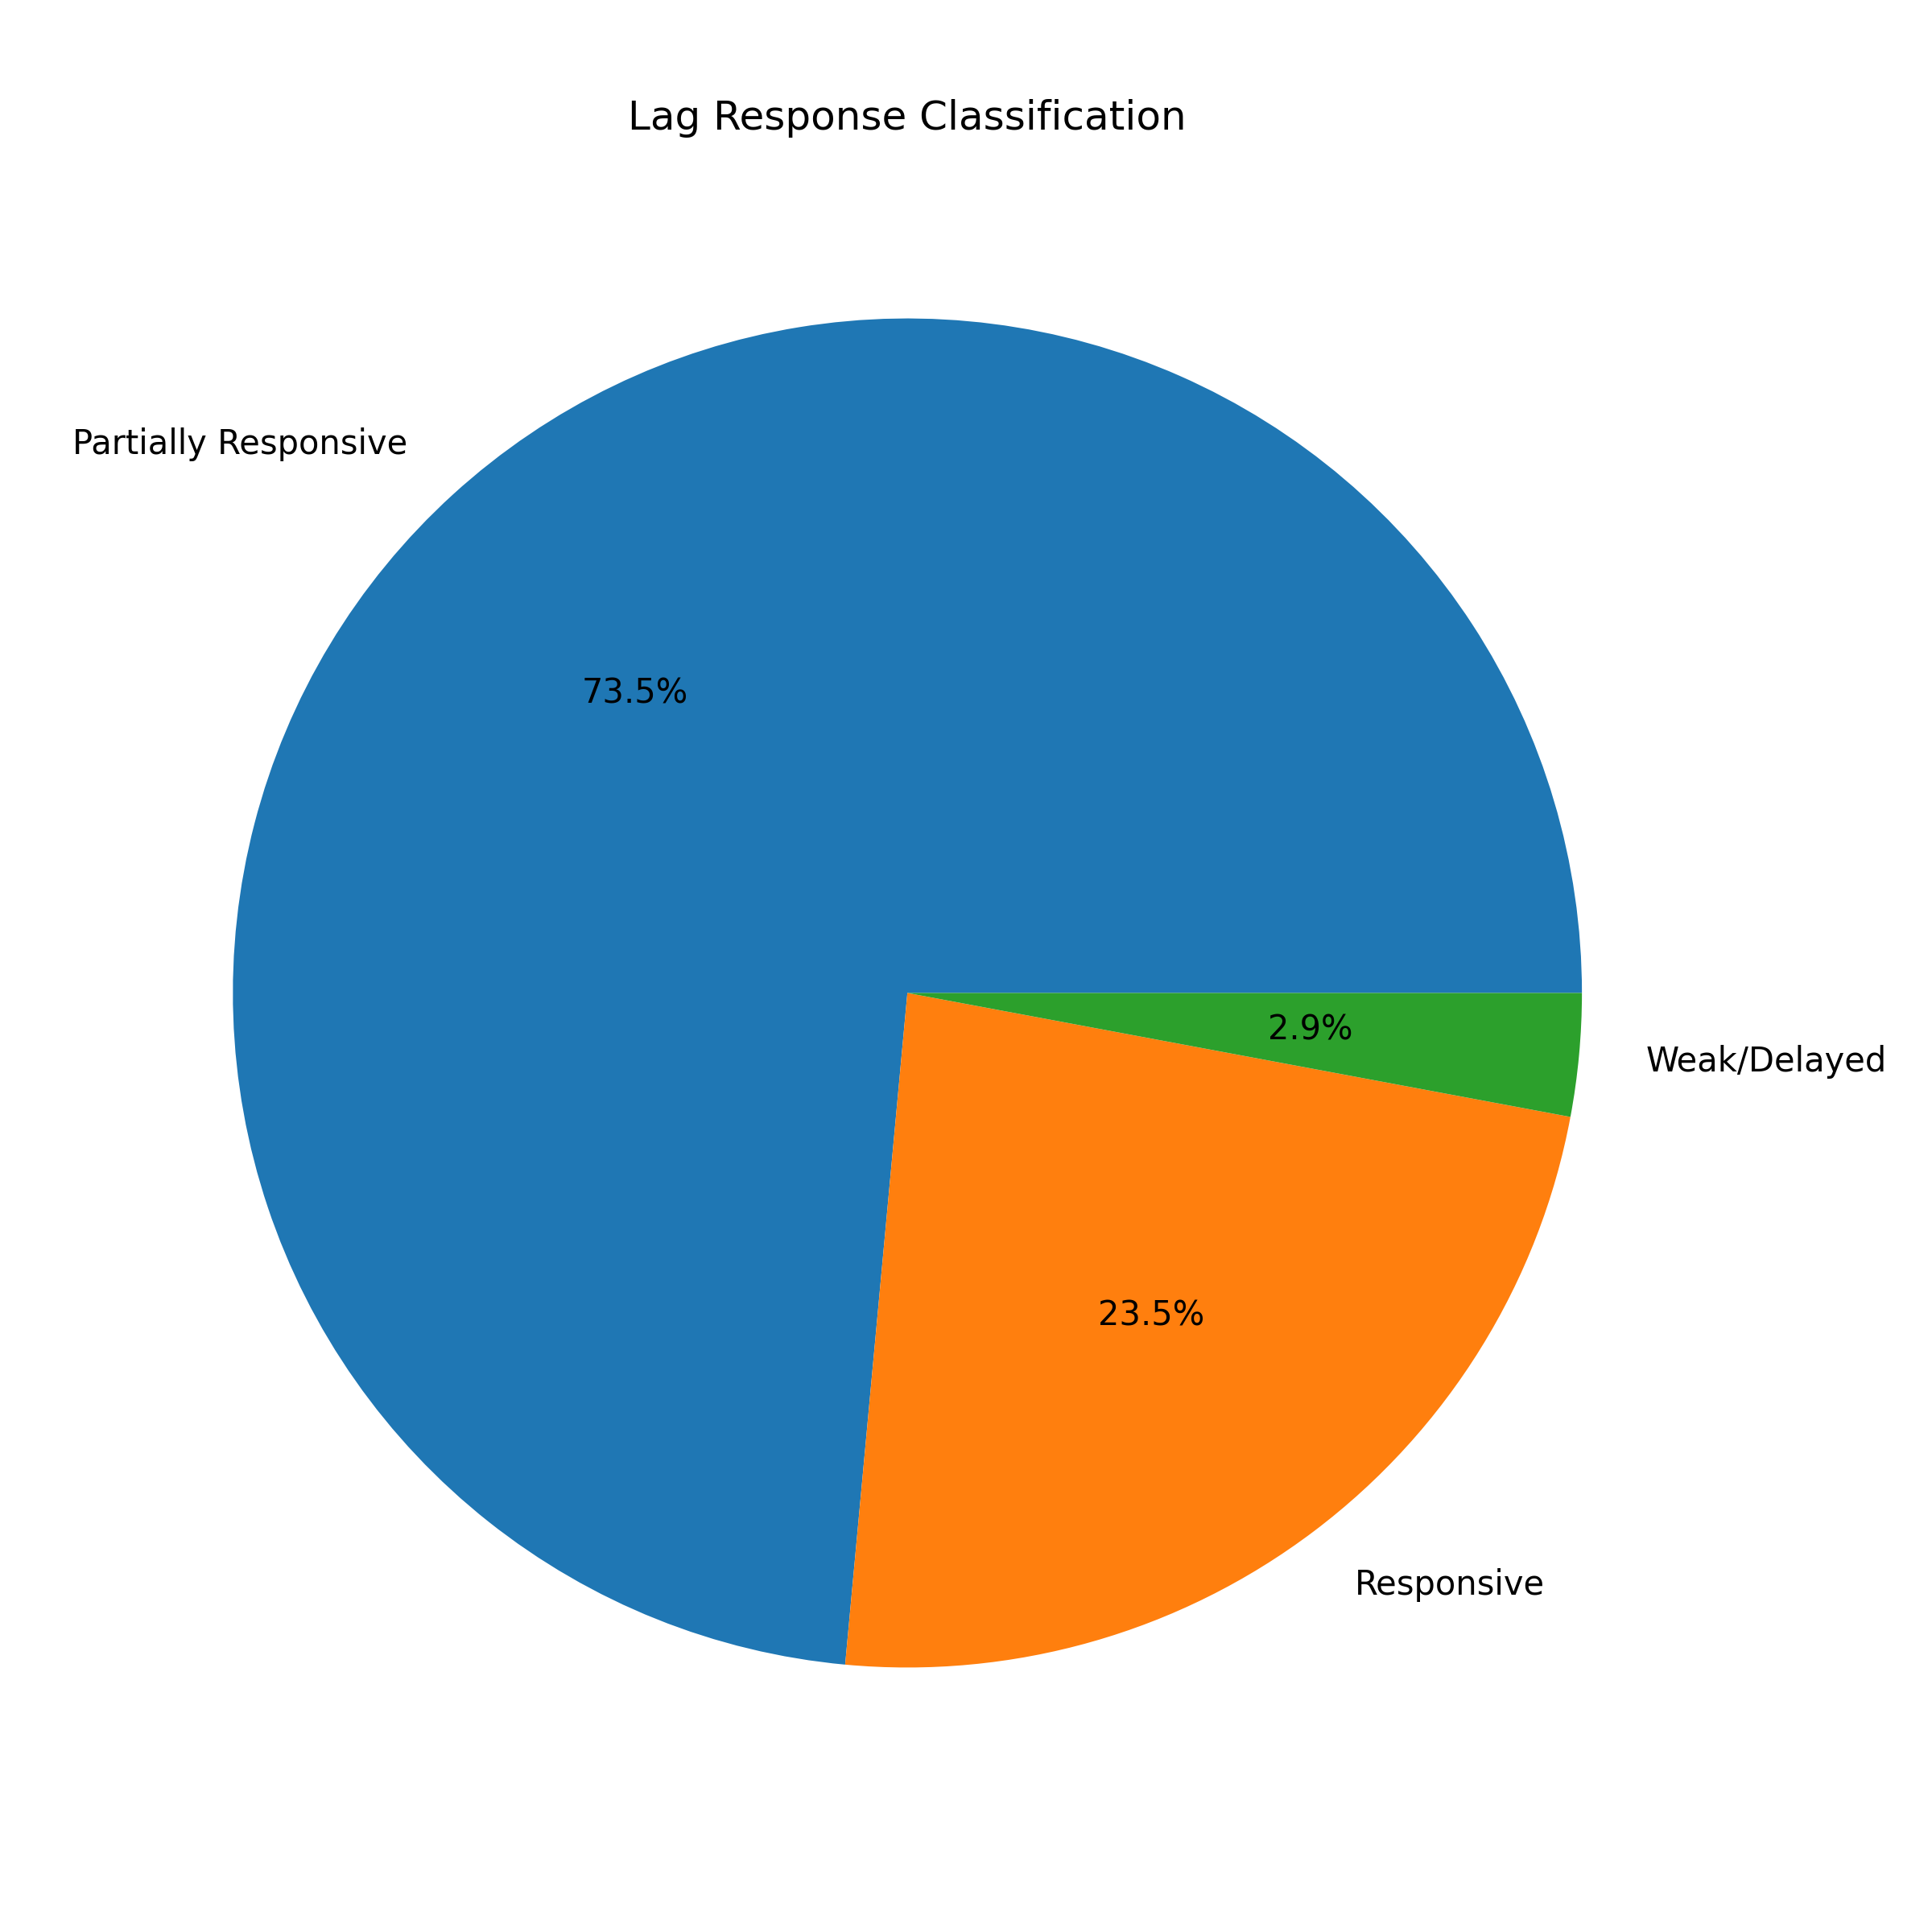 Lag Response Classification
Partially Responsive
73.5%
2.9%
Weak/Delayed
23.5%
Responsive